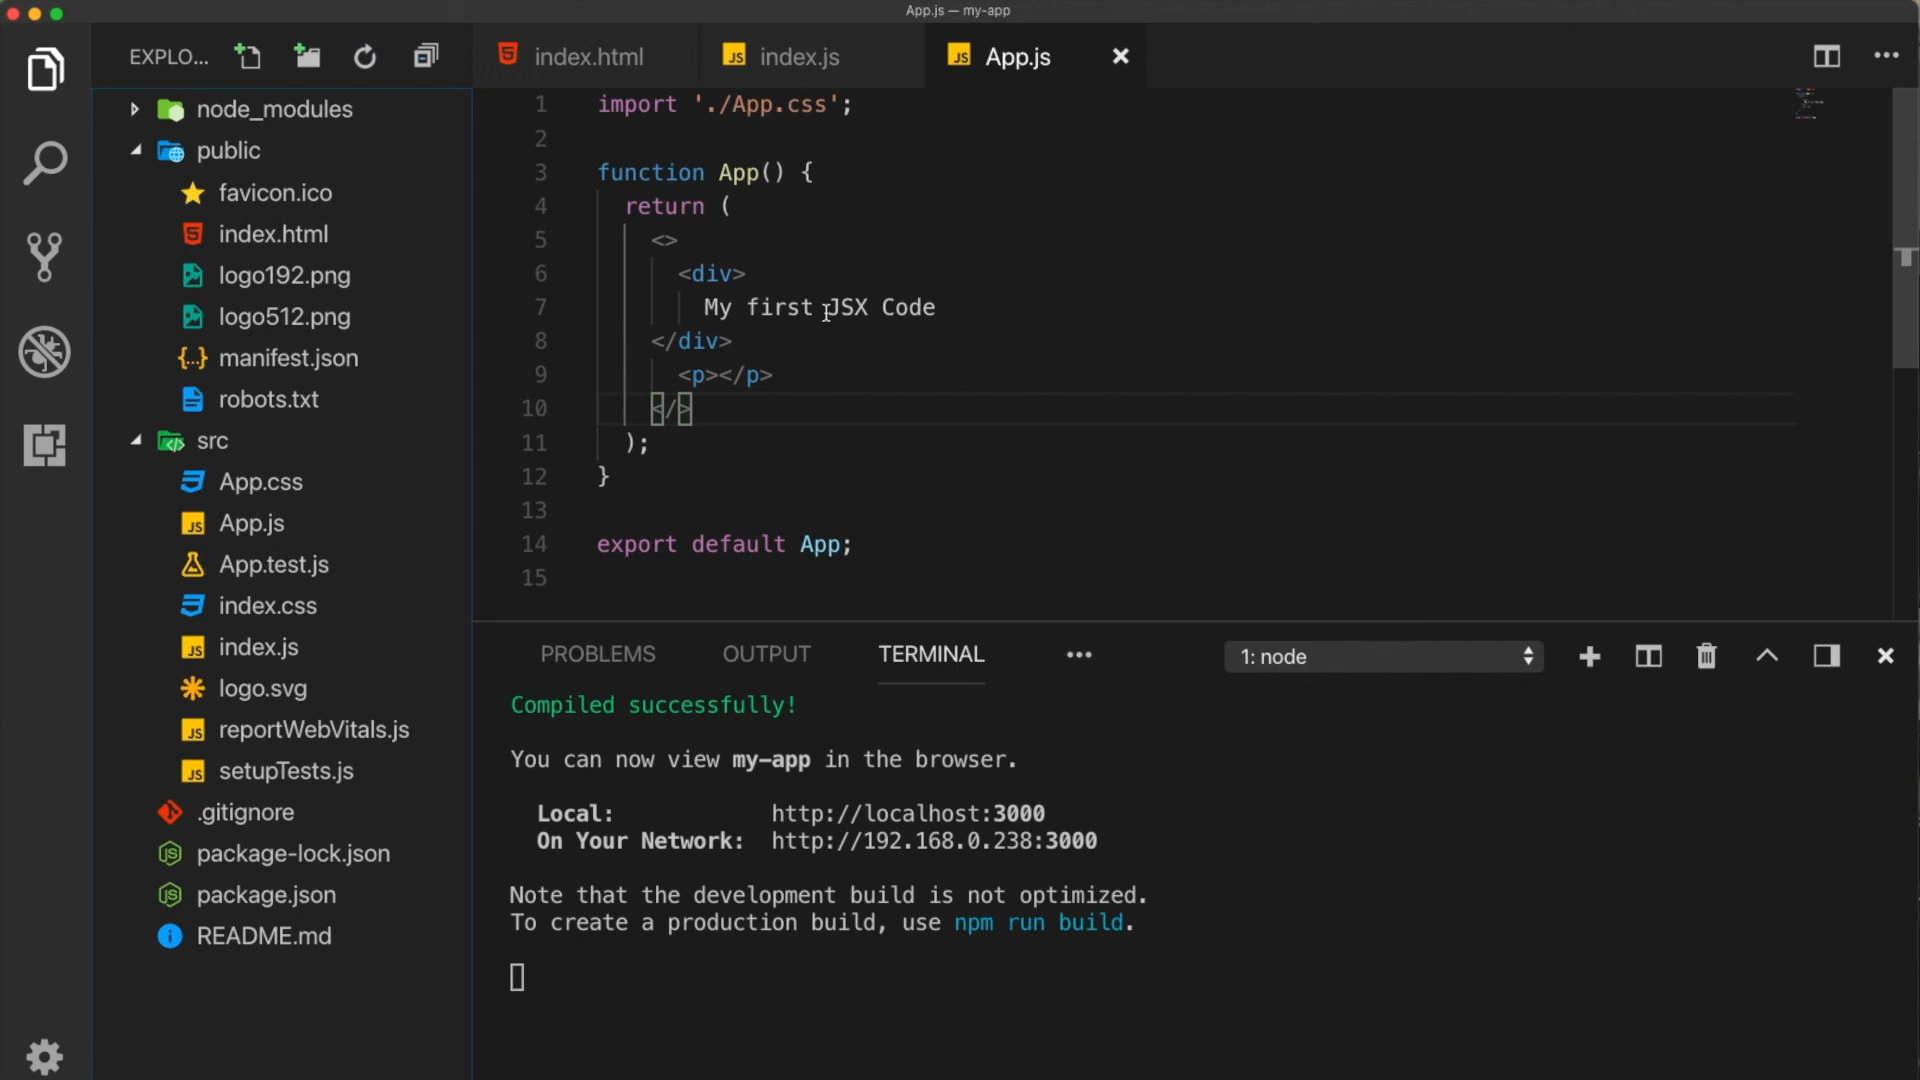 App.js — my-app
EXPLO...
index.html
index.js
App.js
node_modules
public
favicon.ico
index.html
logo192.png
logo512.png
manifest.json
robots.txt
src
App.css
App.js
App.test.js
index.css
index.js
logo.svg
reportWebVitals.js
setupTests.js
.gitignore
package-lock.json
package.json
README.md
1 import './App.css';
2
3 function App() {
4 return (
5 <>
6 <div>
7 My first JSX Code
8 </div>
9 <p></p>
10 </>
11 );
12 }
13
14 export default App;
15
PROBLEMS OUTPUT TERMINAL ••• 1: node
Compiled successfully!
You can now view my-app in the browser.
Local: http://localhost:3000
On Your Network: http://192.168.0.238:3000
Note that the development build is not optimized.
To create a production build, use npm run build.